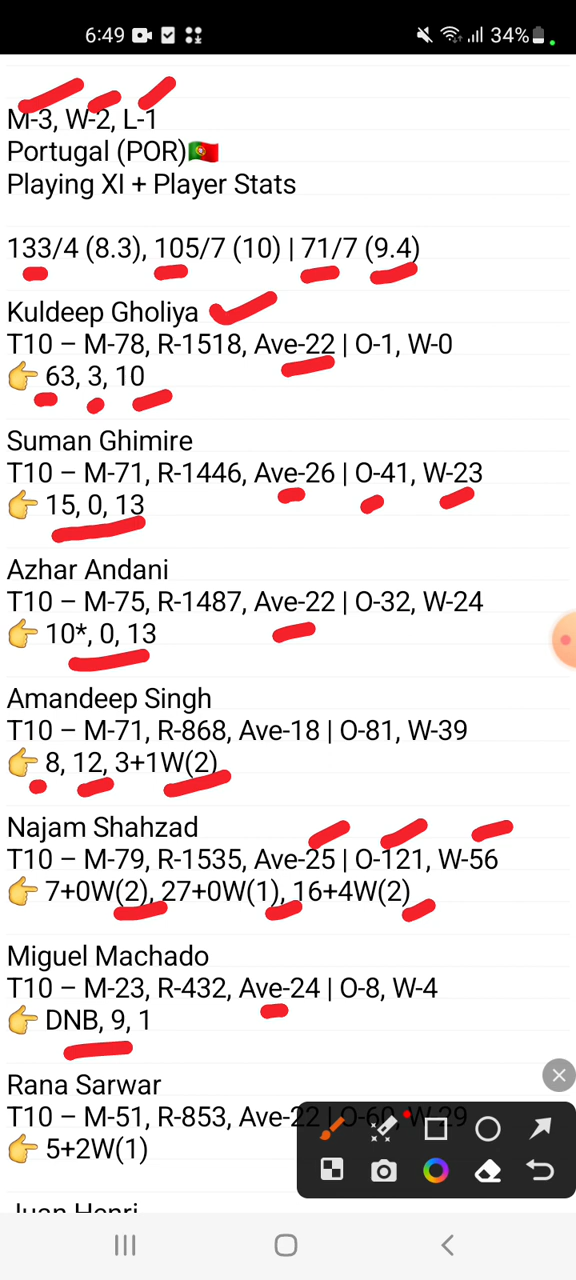 6:49
34%
M-3, W-2, L-1
Portugal (POR)🇵🇹
Playing XI + Player Stats
133/4 (8.3), 105/7 (10) | 71/7 (9.4)
Kuldeep Gholiya
T10 – M-78, R-1518, Ave-22 | O-1, W-0
👉 63, 3, 10
Suman Ghimire
T10 – M-71, R-1446, Ave-26 | O-41, W-23
👉 15, 0, 13
Azhar Andani
T10 – M-75, R-1487, Ave-22 | O-32, W-24
👉 10*, 0, 13
Amandeep Singh
T10 – M-71, R-868, Ave-18 | O-81, W-39
👉 8, 12, 3+1W(2)
Najam Shahzad
T10 – M-79, R-1535, Ave-25 | O-121, W-56
👉 7+0W(2), 27+0W(1), 16+4W(2)
Miguel Machado
T10 – M-23, R-432, Ave-24 | O-8, W-4
👉 DNB, 9, 1
Rana Sarwar
T10 – M-51, R-853, Ave-22 | O-60, W-29
👉 5+2W(1)
Juan Henri